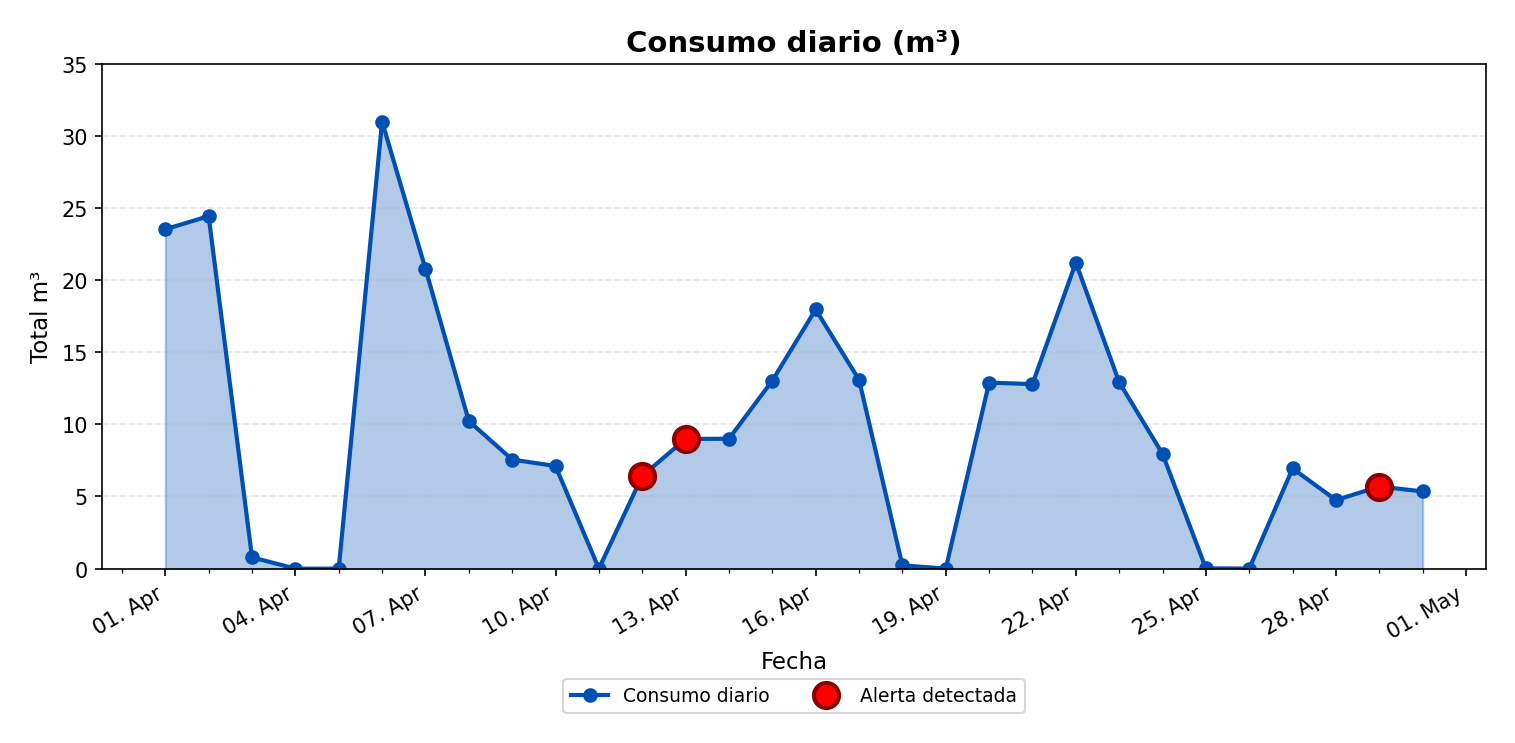 Consumo diario (m³)
35
30
25
20
15
10
5
0
Total m³
01. Apr
04. Apr
07. Apr
10. Apr
13. Apr
16. Apr
19. Apr
22. Apr
25. Apr
28. Apr
01. May
Fecha
Consumo diario
Alerta detectada